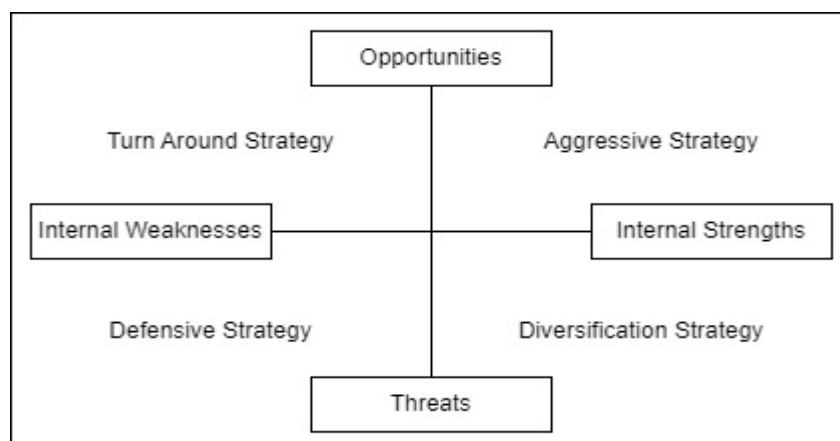 Opportunities
Turn Around Strategy
Aggressive Strategy
Internal Weaknesses
Internal Strengths
Defensive Strategy
Diversification Strategy
Threats